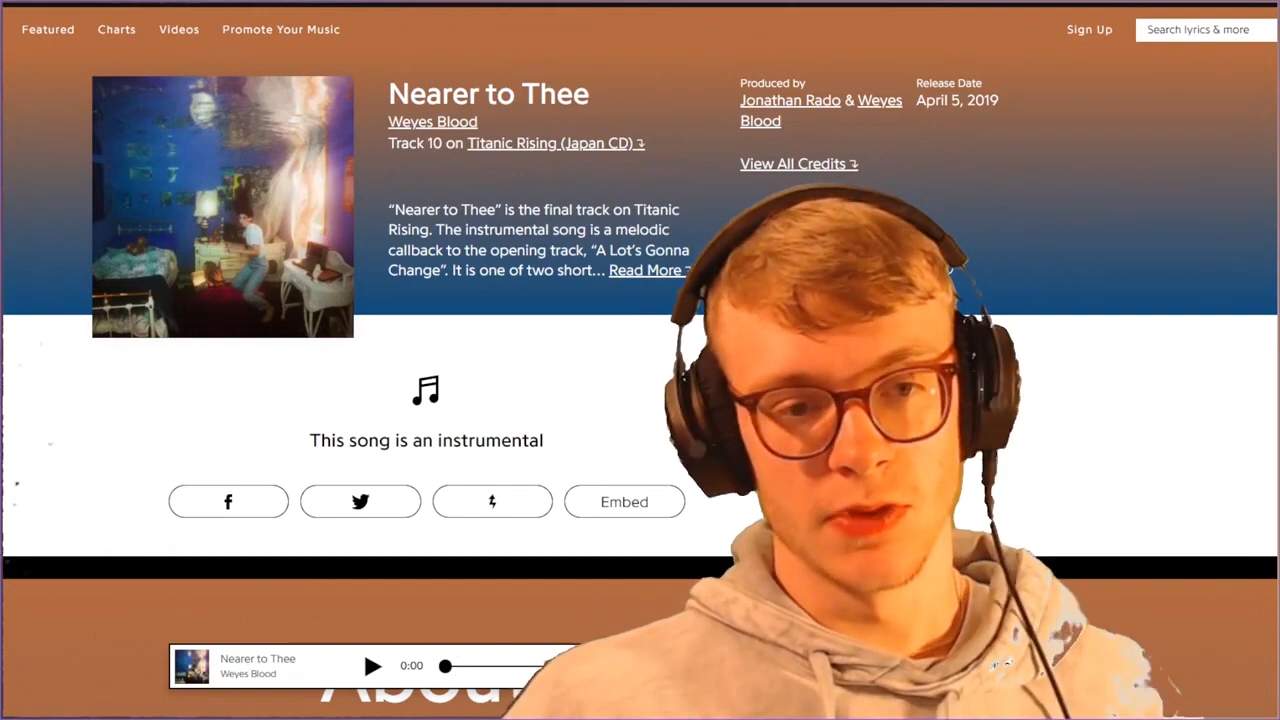 Featured Charts Videos Promote Your Music Sign Up Search lyrics & more
Nearer to Thee
Weyes Blood
Track 10 on Titanic Rising (Japan CD)
Produced by
Jonathan Rado & Weyes
Blood
Release Date
April 5, 2019
View All Credits
“Nearer to Thee” is the final track on Titanic
Rising. The instrumental song is a melodic
callback to the opening track, “A Lot’s Gonna
Change”. It is one of two short... Read More
This song is an instrumental
Embed
Nearer to Thee
Weyes Blood
0:00
About